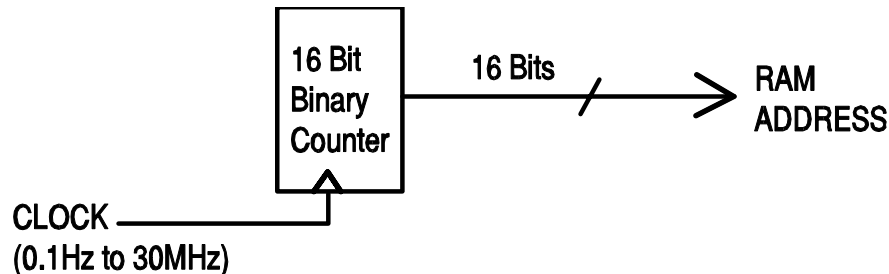 16 Bit
Binary
Counter
16 Bits
RAM
ADDRESS
CLOCK
(0.1Hz to 30MHz)